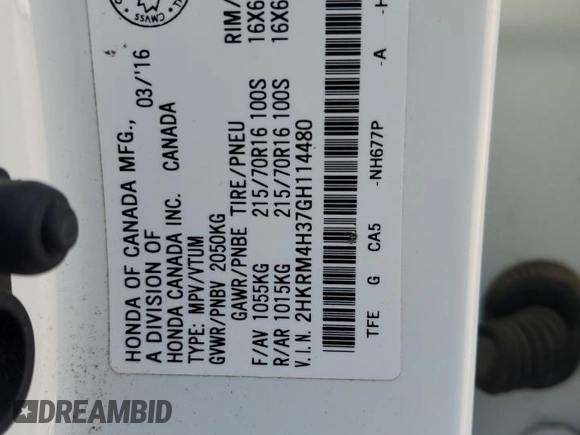 CMVSS
HONDA OF CANADA MFG., 03/'16
A DIVISION OF
HONDA CANADA INC. CANADA
TYPE: MPV/VTUM
GVWR/PNBV 2050KG
GAWR/PNBE TIRE/PNEU RIM/
F/AV 1055KG 215/70R16 100S 16X6
R/AR 1015KG 215/70R16 100S 16X6
V.I.N. 2HKRM4H37GH114480
TFE G CA5 -NH677P -A
DREAMBID